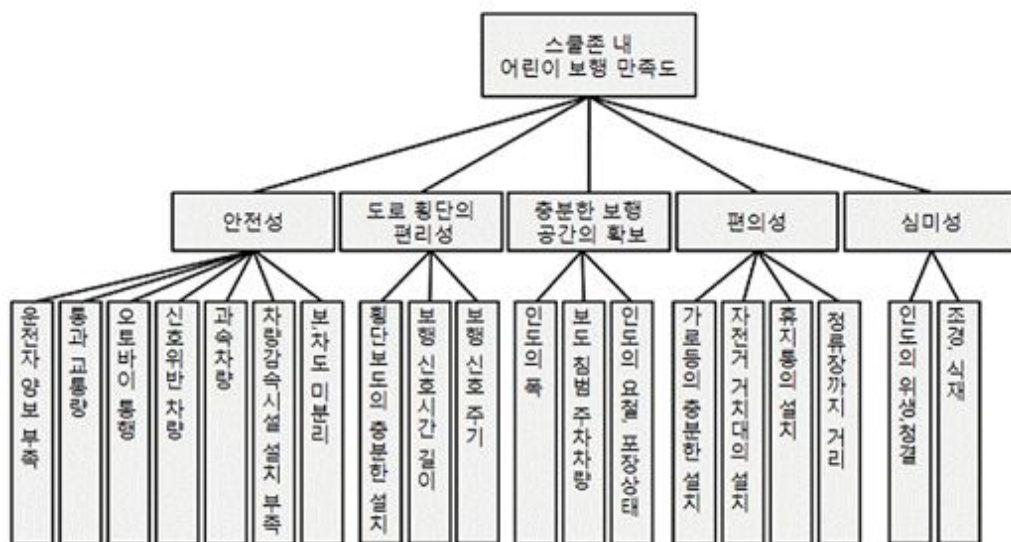 스쿨존 내
어린이 보행 만족도
안전성
도로 횡단의
편리성
충분한 보행
공간의 확보
편의성
심미성
운전자 양보 부족
통과 교통량
오토바이 통행
신호위반 차량
과속차량
차량감속시설 설치 부족
보,차도 미분리
횡단보도의 충분한 설치
보행 신호시간 길이
보행 신호 주기
인도의 폭
보도 침범 주차차량
인도의 요철, 포장상태
가로등의 충분한 설치
자전거 거치대의 설치
휴지통의 설치
정류장까지 거리
인도의 위생청결
조경, 식재